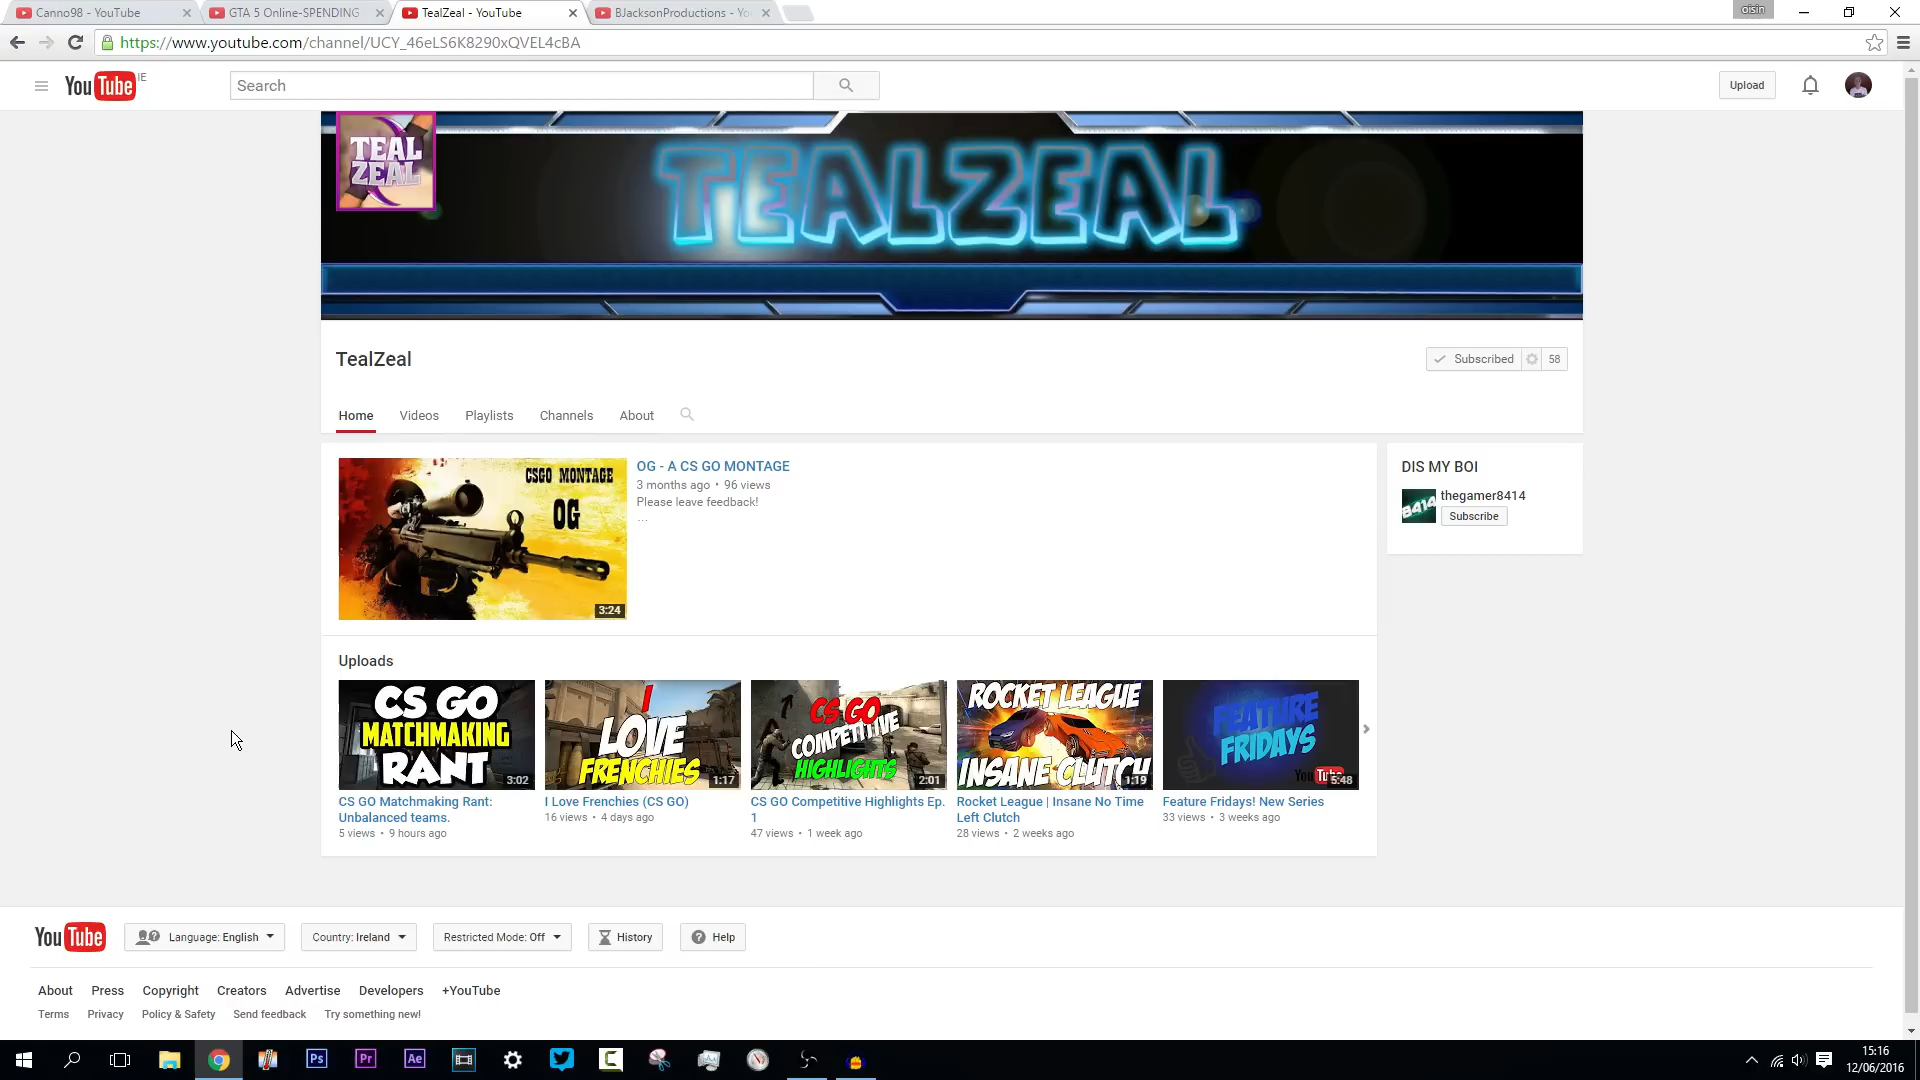 Canno98 - YouTube
GTA 5 Online-SPENDING
TealZeal - YouTube
BJacksonProductions - Yo
oisin
https://www.youtube.com/channel/UCY_46eLS6K8290xQVEL4cBA
YouTube IE
Search
Upload
TEAL
ZEAL
TEALZEAL
TealZeal
Subscribed 58
Home Videos Playlists Channels About
CSGO MONTAGE
OG
3:24
OG - A CS GO MONTAGE
3 months ago • 96 views
Please leave feedback!
...
DIS MY BOI
8414
thegamer8414
Subscribe
Uploads
CS GO
MATCHMAKING
RANT
3:02
CS GO Matchmaking Rant:
Unbalanced teams.
5 views • 9 hours ago
I
LOVE
FRENCHIES
1:17
I Love Frenchies (CS GO)
16 views • 4 days ago
CS GO
COMPETITIVE
HIGHLIGHTS
2:01
CS GO Competitive Highlights Ep.
1
47 views • 1 week ago
ROCKET LEAGUE
INSANE CLUTCH
1:19
Rocket League | Insane No Time
Left Clutch
28 views • 2 weeks ago
FEATURE
FRIDAYS
YouTube
5:48
Feature Fridays! New Series
33 views • 3 weeks ago
YouTube
Language: English
Country: Ireland
Restricted Mode: Off
History
Help
About Press Copyright Creators Advertise Developers +YouTube
Terms Privacy Policy & Safety Send feedback Try something new!
Ps
Pr
Ae
C
15:16
12/06/2016